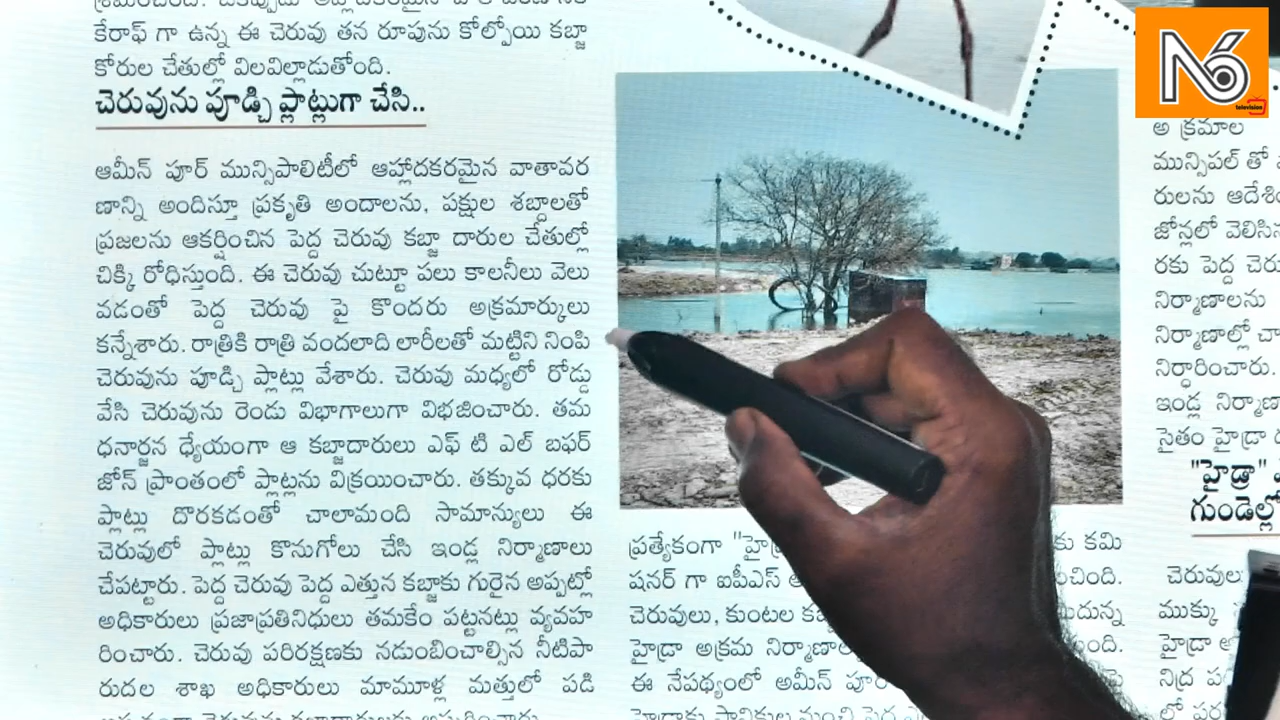 కేరాఫ్ గా ఉన్న ఈ చెరువు తన రూపును కోల్పోయి కబ్జా
కోరుల చేతుల్లో విలవిల్లాడుతోంది.
చెరువును పూడ్చి ప్లాట్లుగా చేసి..
ఆమీన్ పూర్ మున్సిపాలిటీలో ఆహ్లాదకరమైన వాతావర
ణాన్ని అందిస్తూ ప్రకృతి అందాలను, పక్షుల శబ్దాలతో
ప్రజలను ఆకర్షించిన పెద్ద చెరువు కబ్జా దారుల చేతుల్లో
చిక్కి రోధిస్తుంది. ఈ చెరువు చుట్టూ పలు కాలనీలు వెలు
వడంతో పెద్ద చెరువు పై కొందరు అక్రమార్కులు
కన్నేశారు. రాత్రికి రాత్రి వందలాది లారీలతో మట్టిని నింపి
చెరువును పూడ్చి ప్లాట్లు వేశారు. చెరువు మధ్యలో రోడ్డు
వేసి చెరువును రెండు విభాగాలుగా విభజించారు. తమ
ధనార్జన ధ్యేయంగా ఆ కబ్జాదారులు ఎఫ్ టి ఎల్ బఫర్
జోన్ ప్రాంతంలో ప్లాట్లను విక్రయించారు. తక్కువ ధరకు
ప్లాట్లు దొరకడంతో చాలామంది సామాన్యులు ఈ
చెరువులో ప్లాట్లు కొనుగోలు చేసి ఇండ్ల నిర్మాణాలు
చేపట్టారు. పెద్ద చెరువు పెద్ద ఎత్తున కబ్జాకు గురైన అప్పట్లో
అధికారులు ప్రజాప్రతినిధులు తమకేం పట్టనట్లు వ్యవహ
రించారు. చెరువు పరిరక్షణకు నడుంబించాల్సిన నీటిపా
రుదల శాఖ అధికారులు మామూళ్ల మత్తులో పడి
ప్రత్యేకంగా కు కమి
షనర్ గా ఐపీఎస్
చెరువులు, కుంటల
హైడ్రా అక్రమ
ఈ నేపథ్యంలో అమీన్
N6
television
అ క్రమాల
మున్సిపల్ తో
రులను
జోన్లలో
రకు పెద్ద
నిర్మాణాలను
నిర్మాణాల్లో
నిర్ధారించారు.
ఇండ్ల
సైతం హైడ్రా
"హైడ్రా"
ముక్కు
హైడ్రా
నిద్ర